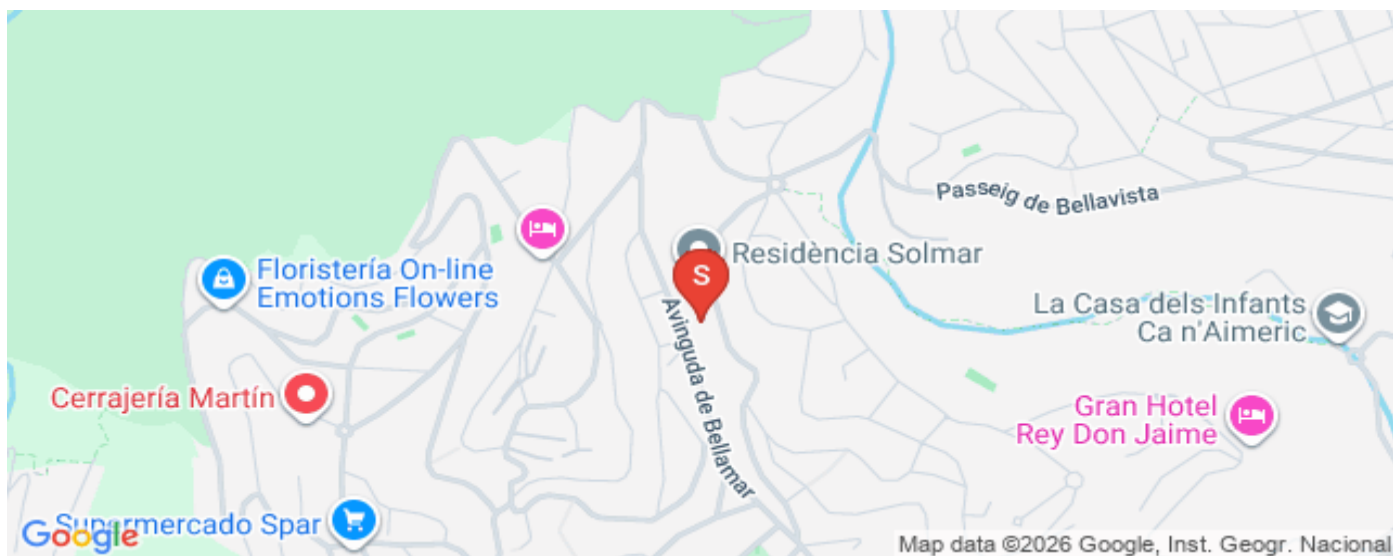 Passeig de Bellavista
Residència Solmar
S
Floristería On-line
Emotions Flowers
La Casa dels Infants
Ca n'Aimeric
Avinguda de Bellamar
Cerrajería Martín
Gran Hotel
Rey Don Jaime
Supermercado Spar
Google
Map data ©2026 Google, Inst. Geogr. Nacional